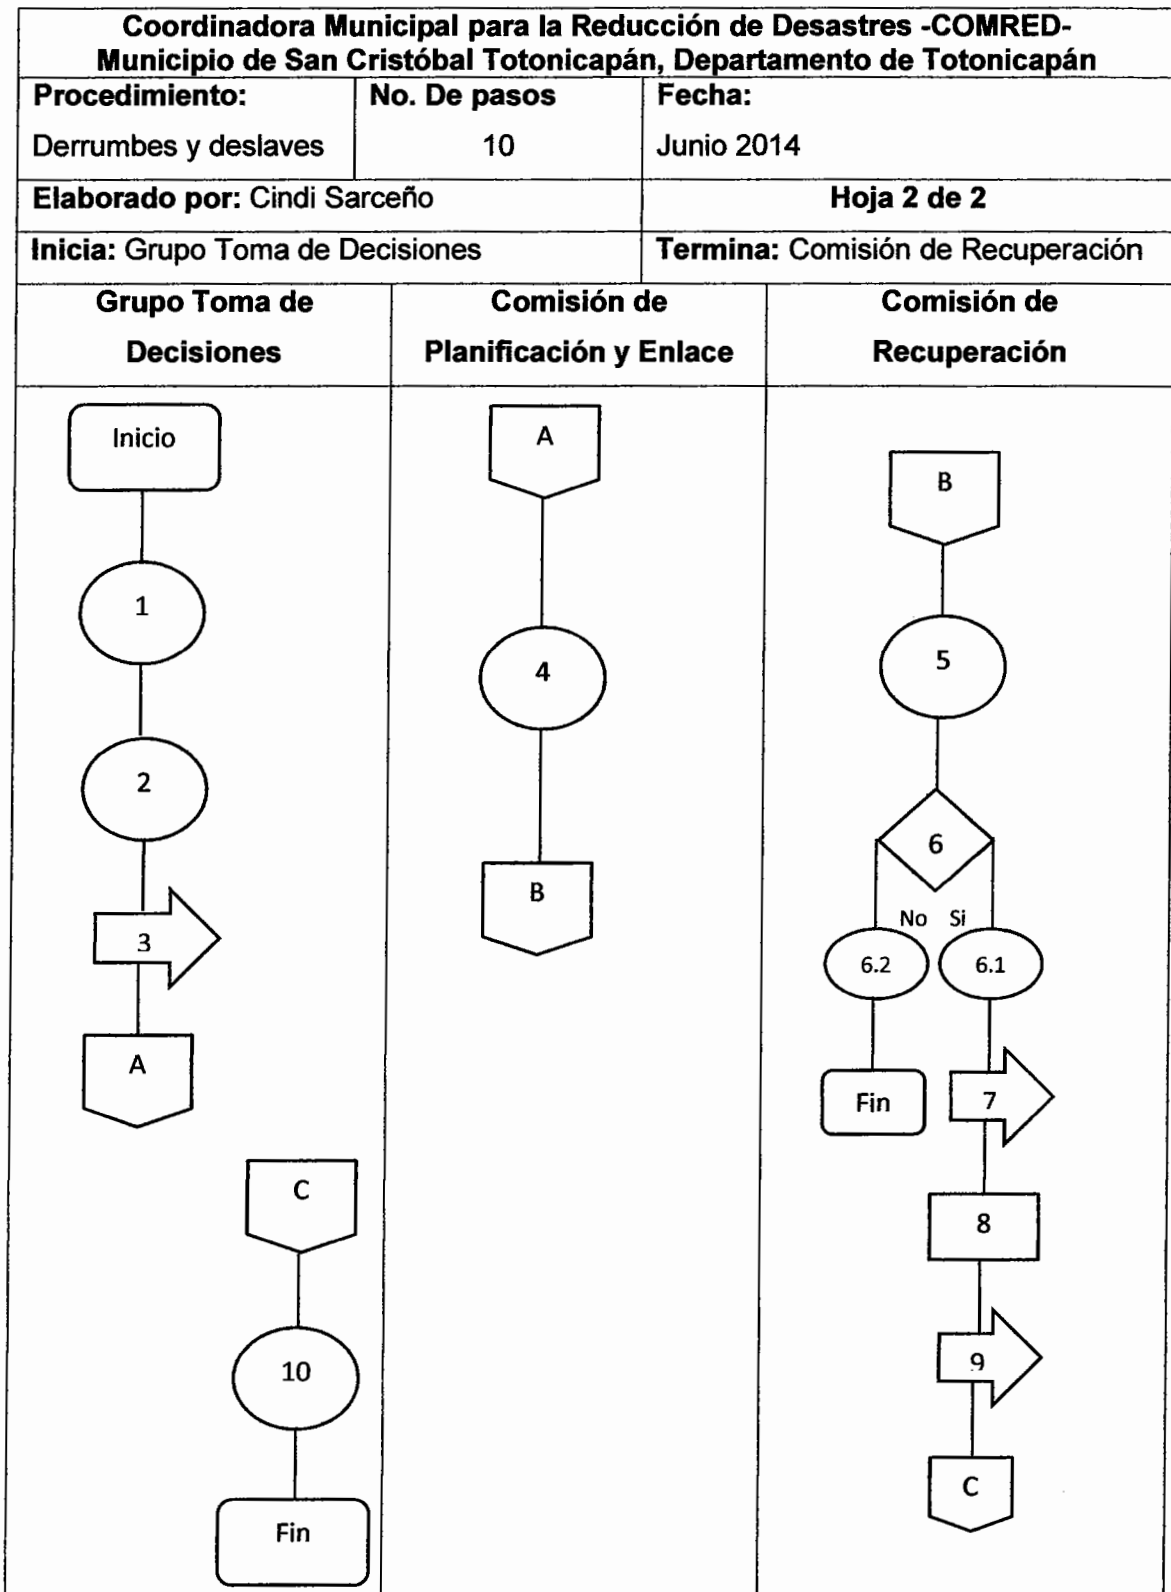 Coordinadora Municipal para la Reducción de Desastres -COMRED-
Municipio de San Cristóbal Totonicapán, Departamento de Totonicapán
Procedimiento:
Derrumbes y deslaves
No. De pasos
10
Fecha:
Junio 2014
Elaborado por: Cindi Sarceño
Hoja 2 de 2
Inicia: Grupo Toma de Decisiones
Termina: Comisión de Recuperación
Grupo Toma de
Decisiones
Comisión de
Planificación y Enlace
Comisión de
Recuperación
Inicio
1
2
3
A
C
10
Fin
A
4
B
B
5
6
No Si
6.2
6.1
Fin
7
8
9
C